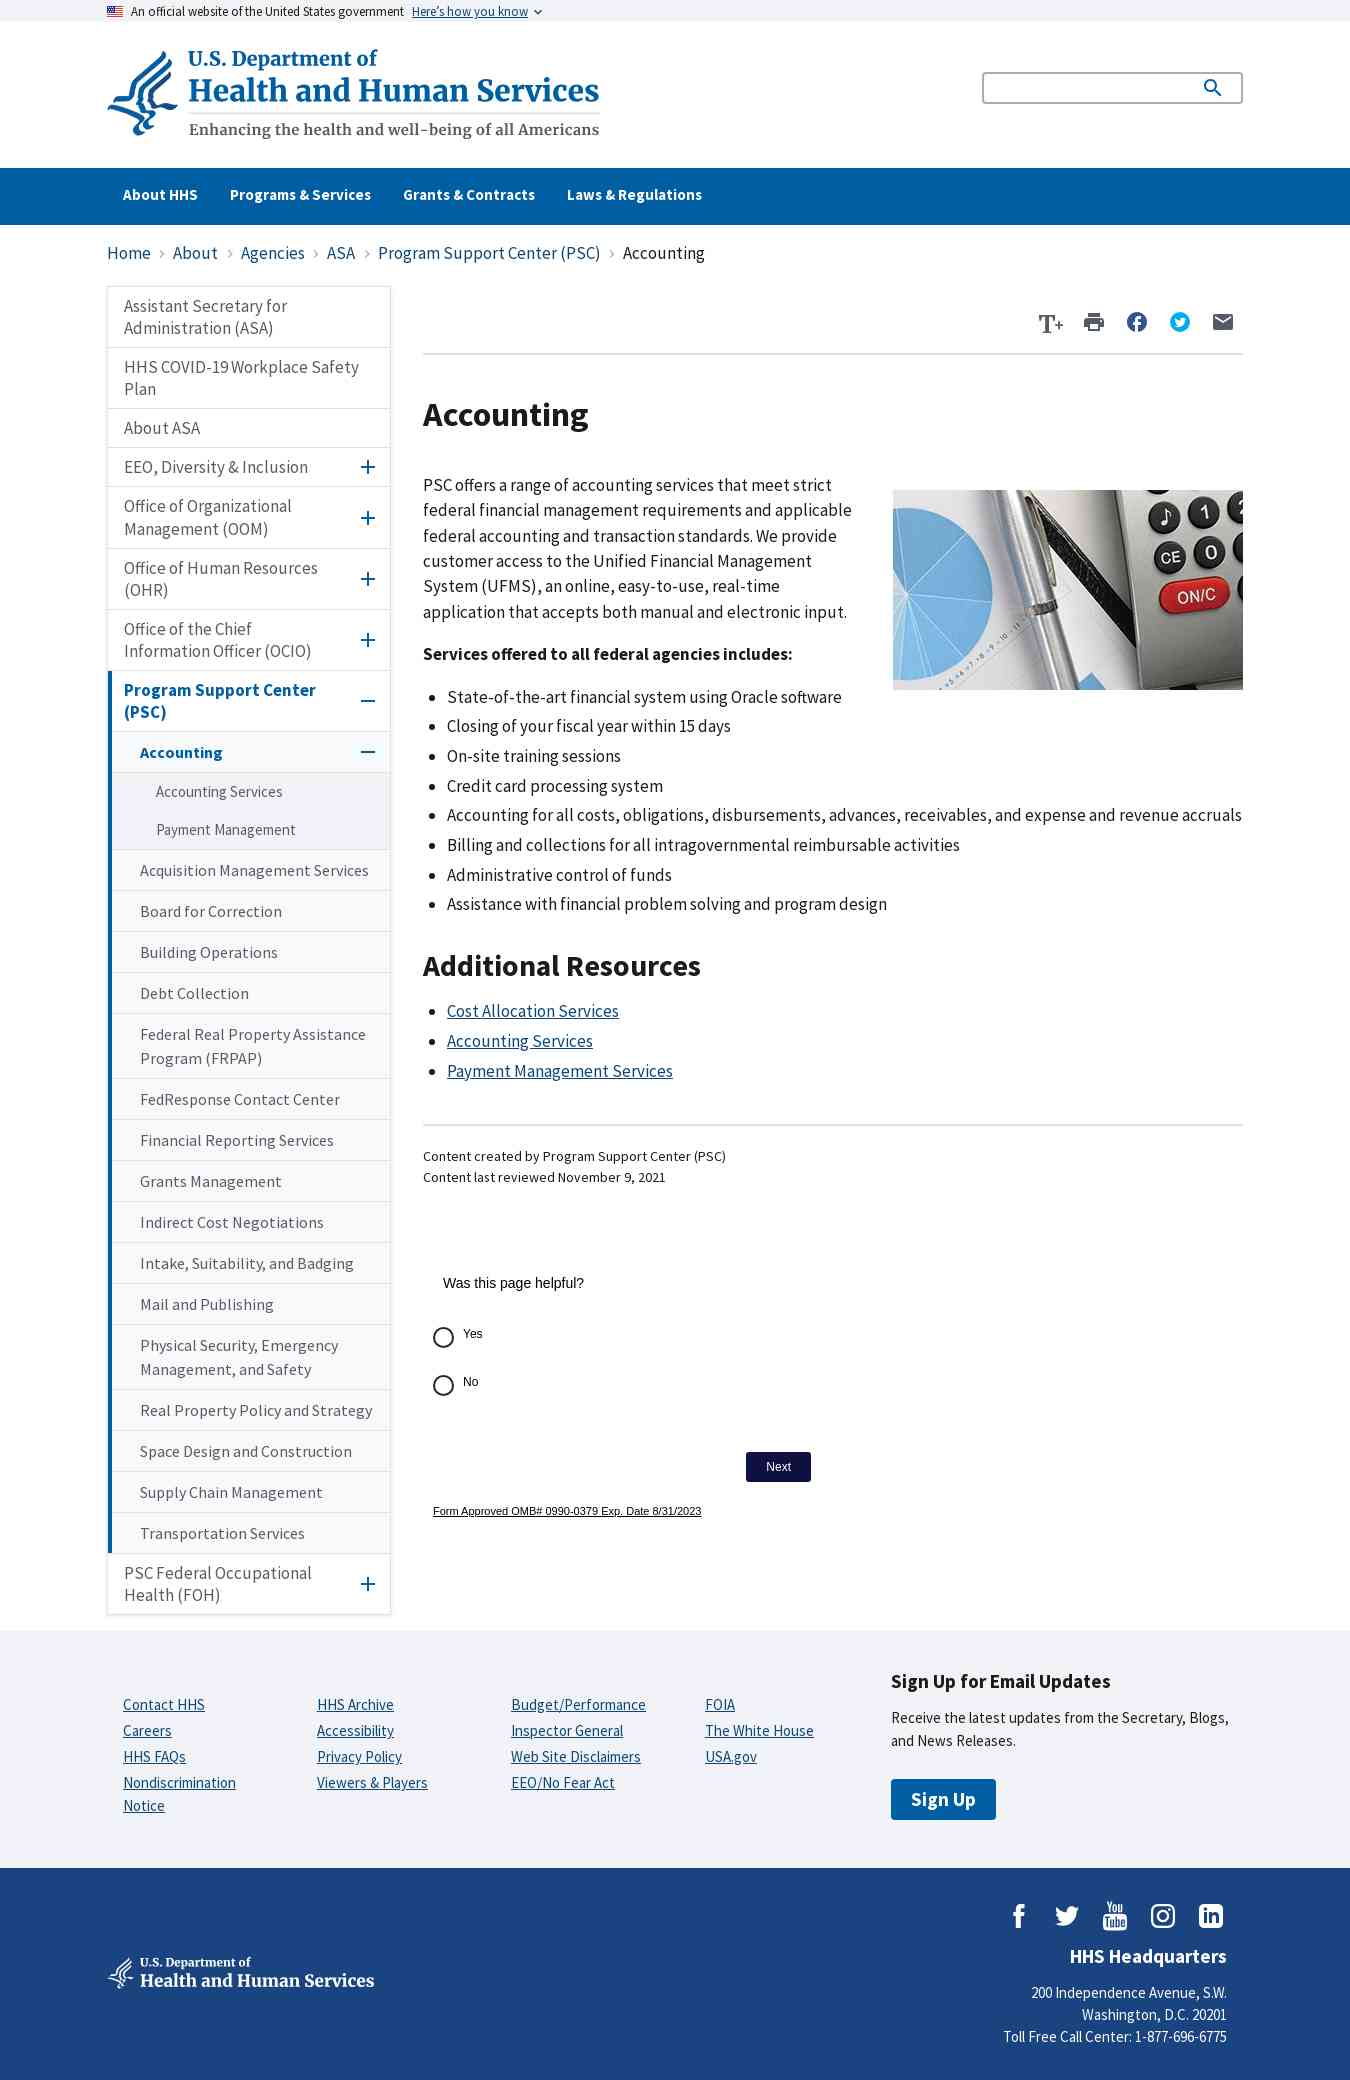 An official website of the United States government Here's how you know
U.S. Department of
Health and Human Services
Enhancing the health and well-being of all Americans
About HHS Programs & Services Grants & Contracts Laws & Regulations
Home › About › Agencies › ASA › Program Support Center (PSC) › Accounting
Assistant Secretary for
Administration (ASA)
HHS COVID-19 Workplace Safety
Plan
About ASA
EEO, Diversity & Inclusion
Office of Organizational
Management (OOM)
Office of Human Resources
(OHR)
Office of the Chief
Information Officer (OCIO)
Program Support Center
(PSC)
Accounting
Accounting Services
Payment Management
Acquisition Management Services
Board for Correction
Building Operations
Debt Collection
Federal Real Property Assistance
Program (FRPAP)
FedResponse Contact Center
Financial Reporting Services
Grants Management
Indirect Cost Negotiations
Intake, Suitability, and Badging
Mail and Publishing
Physical Security, Emergency
Management, and Safety
Real Property Policy and Strategy
Space Design and Construction
Supply Chain Management
Transportation Services
PSC Federal Occupational
Health (FOH)
T+
Accounting
PSC offers a range of accounting services that meet strict
federal financial management requirements and applicable
federal accounting and transaction standards. We provide
customer access to the Unified Financial Management
System (UFMS), an online, easy-to-use, real-time
application that accepts both manual and electronic input.
1 2
CE 0
ON/C
Services offered to all federal agencies includes:
State-of-the-art financial system using Oracle software
Closing of your fiscal year within 15 days
On-site training sessions
Credit card processing system
Accounting for all costs, obligations, disbursements, advances, receivables, and expense and revenue accruals
Billing and collections for all intragovernmental reimbursable activities
Administrative control of funds
Assistance with financial problem solving and program design
Additional Resources
Cost Allocation Services
Accounting Services
Payment Management Services
Content created by Program Support Center (PSC)
Content last reviewed November 9, 2021
Was this page helpful?
Yes
No
Next
Form Approved OMB# 0990-0379 Exp. Date 8/31/2023
Contact HHS
Careers
HHS FAQs
Nondiscrimination
Notice
HHS Archive
Accessibility
Privacy Policy
Viewers & Players
Budget/Performance
Inspector General
Web Site Disclaimers
EEO/No Fear Act
FOIA
The White House
USA.gov
Sign Up for Email Updates
Receive the latest updates from the Secretary, Blogs,
and News Releases.
Sign Up
U.S. Department of
Health and Human Services
You
Tube
in
HHS Headquarters
200 Independence Avenue, S.W.
Washington, D.C. 20201
Toll Free Call Center: 1-877-696-6775